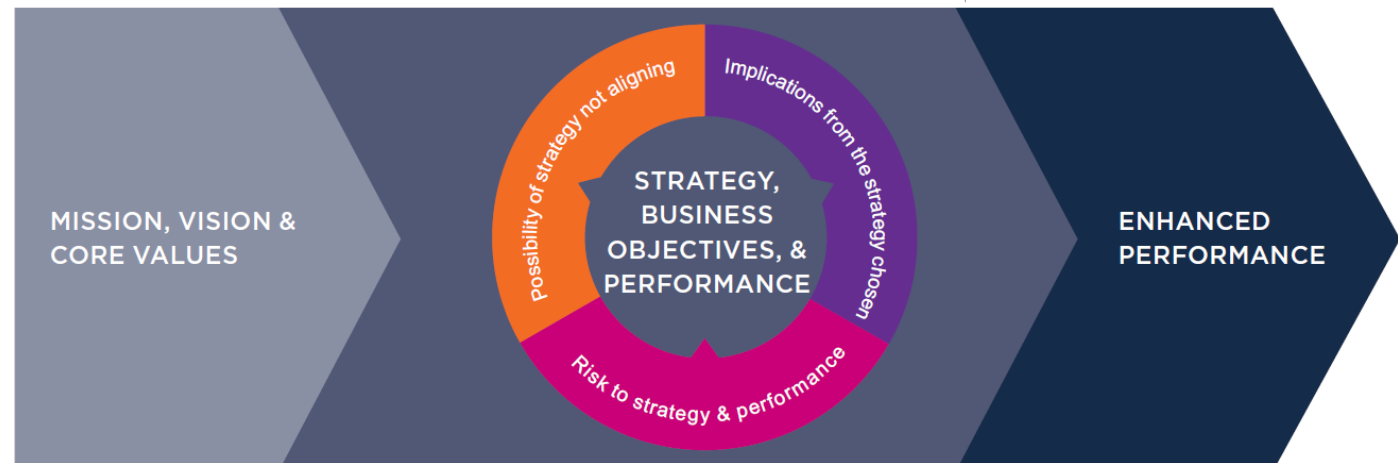 MISSION, VISION &
CORE VALUES
Possibility of strategy not aligning
Implications from the strategy chosen
STRATEGY,
BUSINESS
OBJECTIVES, &
PERFORMANCE
Risk to strategy & performance
ENHANCED
PERFORMANCE